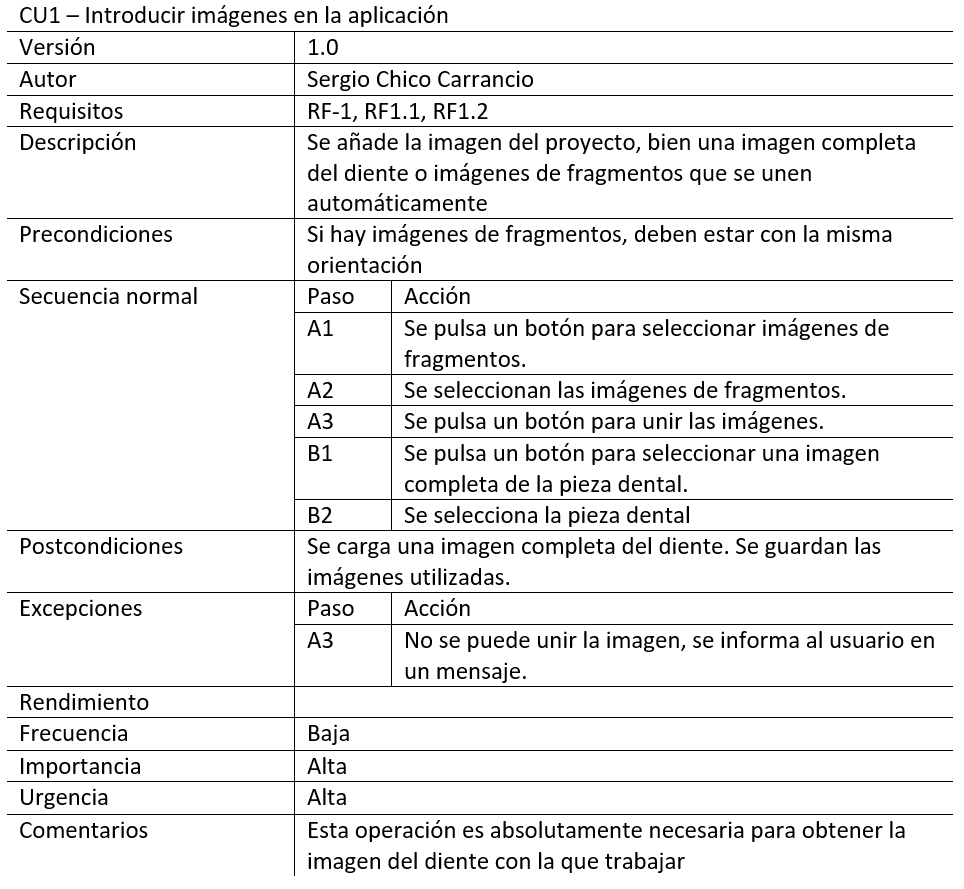 CU1 – Introducir imágenes en la aplicación
Versión 1.0
Autor Sergio Chico Carrancio
Requisitos RF-1, RF1.1, RF1.2
Descripción Se añade la imagen del proyecto, bien una imagen completa
del diente o imágenes de fragmentos que se unen
automáticamente
Precondiciones Si hay imágenes de fragmentos, deben estar con la misma
orientación
Secuencia normal Paso Acción
A1 Se pulsa un botón para seleccionar imágenes de
fragmentos.
A2 Se seleccionan las imágenes de fragmentos.
A3 Se pulsa un botón para unir las imágenes.
B1 Se pulsa un botón para seleccionar una imagen
completa de la pieza dental.
B2 Se selecciona la pieza dental
Postcondiciones Se carga una imagen completa del diente. Se guardan las
imágenes utilizadas.
Excepciones Paso Acción
A3 No se puede unir la imagen, se informa al usuario en
un mensaje.
Rendimiento
Frecuencia Baja
Importancia Alta
Urgencia Alta
Comentarios Esta operación es absolutamente necesaria para obtener la
imagen del diente con la que trabajar